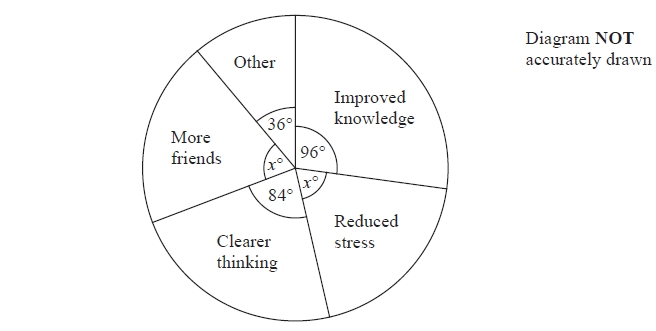 Diagram NOT
accurately drawn
Other
Improved
knowledge
36°
More
friends
96°
x°
x°
84°
Reduced
stress
Clearer
thinking